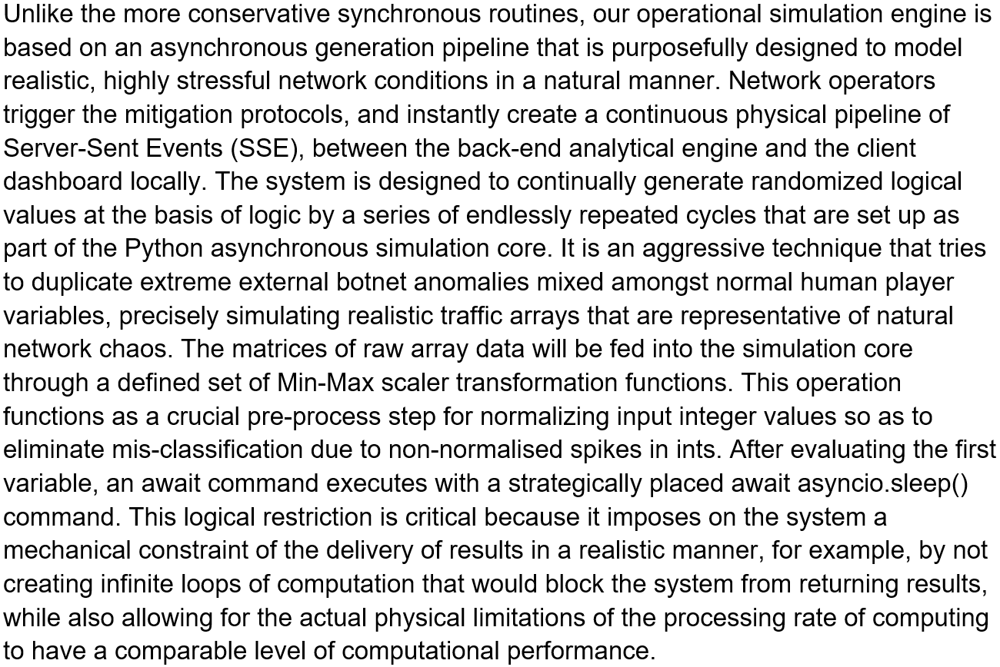 Unlike the more conservative synchronous routines, our operational simulation engine is
based on an asynchronous generation pipeline that is purposefully designed to model
realistic, highly stressful network conditions in a natural manner. Network operators
trigger the mitigation protocols, and instantly create a continuous physical pipeline of
Server-Sent Events (SSE), between the back-end analytical engine and the client
dashboard locally. The system is designed to continually generate randomized logical
values at the basis of logic by a series of endlessly repeated cycles that are set up as
part of the Python asynchronous simulation core. It is an aggressive technique that tries
to duplicate extreme external botnet anomalies mixed amongst normal human player
variables, precisely simulating realistic traffic arrays that are representative of natural
network chaos. The matrices of raw array data will be fed into the simulation core
through a defined set of Min-Max scaler transformation functions. This operation
functions as a crucial pre-process step for normalizing input integer values so as to
eliminate mis-classification due to non-normalised spikes in ints. After evaluating the first
variable, an await command executes with a strategically placed await asyncio.sleep()
command. This logical restriction is critical because it imposes on the system a
mechanical constraint of the delivery of results in a realistic manner, for example, by not
creating infinite loops of computation that would block the system from returning results,
while also allowing for the actual physical limitations of the processing rate of computing
to have a comparable level of computational performance.